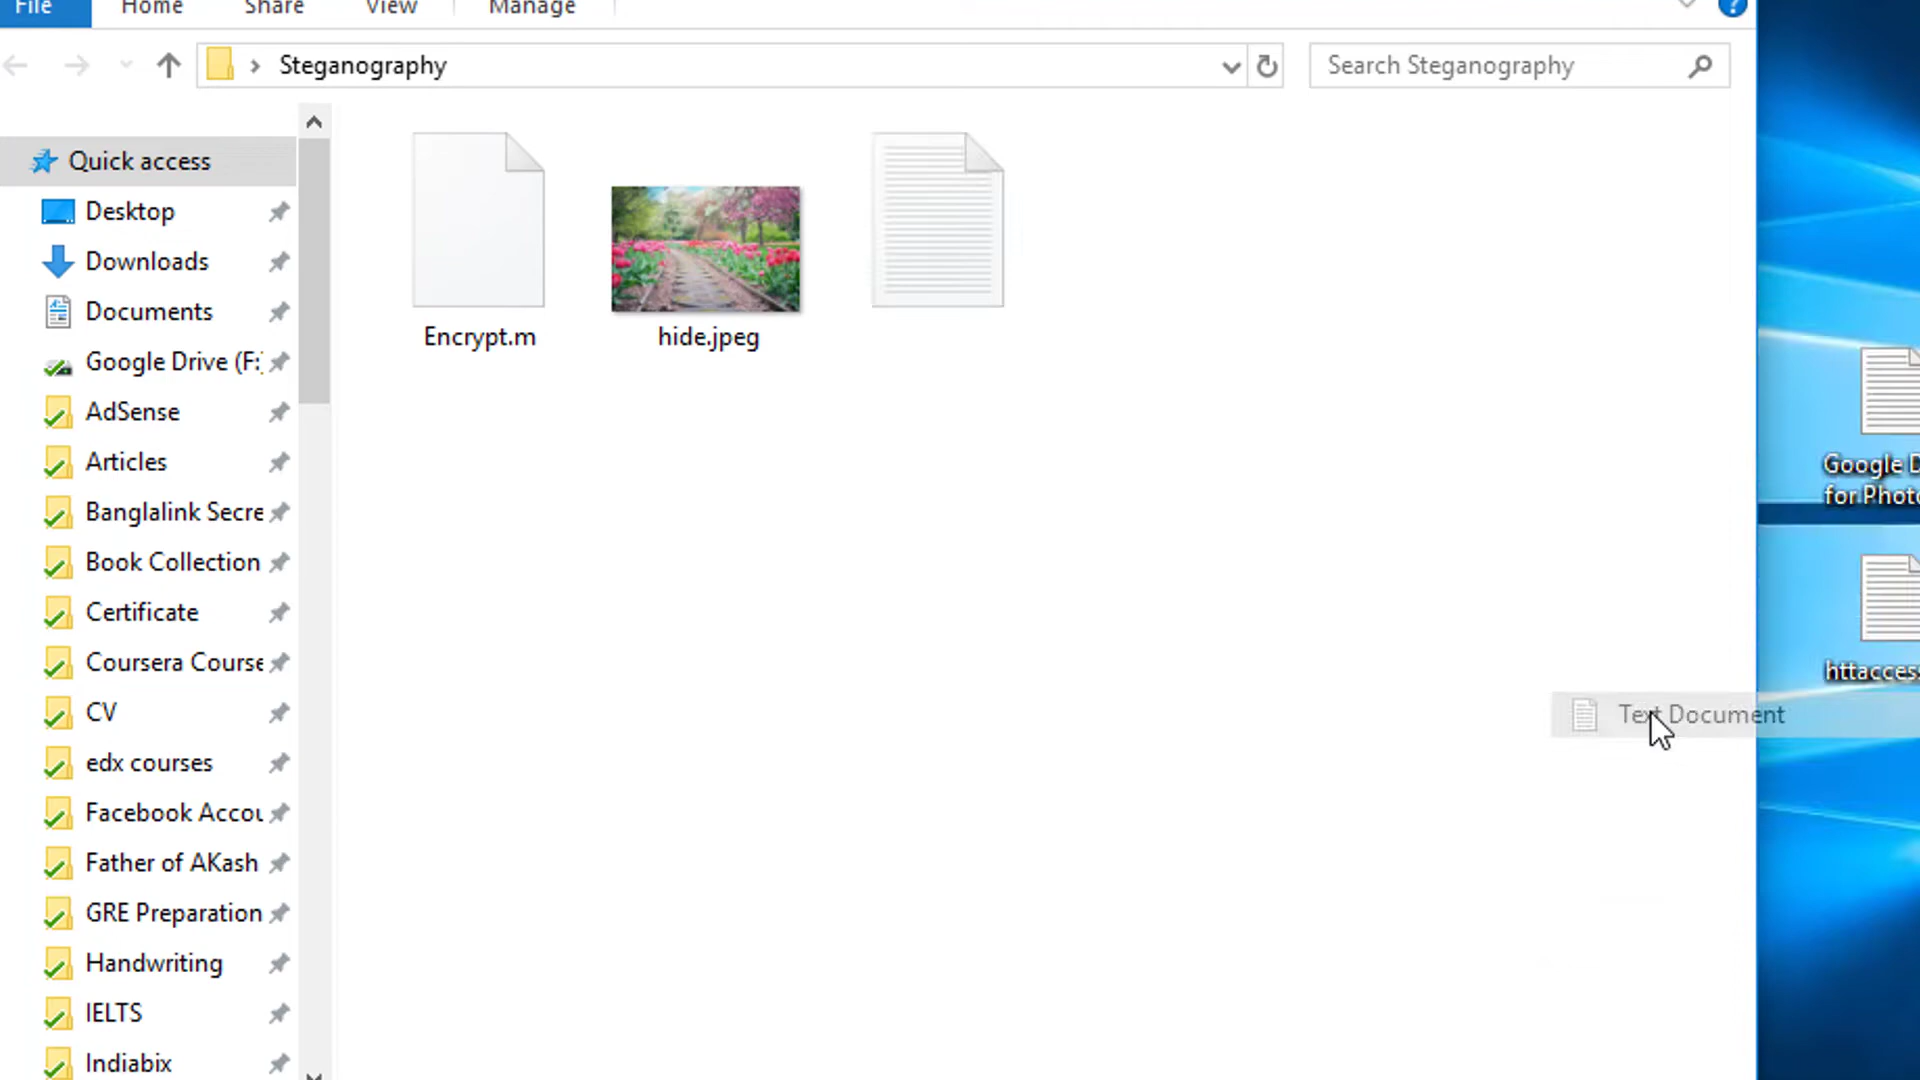 File Home Share View Manage
Steganography
Search Steganography
Quick access
Desktop
Downloads
Documents
Google Drive (F:)
AdSense
Articles
Banglalink Secre
Book Collection
Certificate
Coursera Course
CV
edx courses
Facebook Accou
Father of AKash
GRE Preparation
Handwriting
IELTS
Indiabix
Encrypt.m
hide.jpeg
Google D
for Photo
httaccess
Text Document